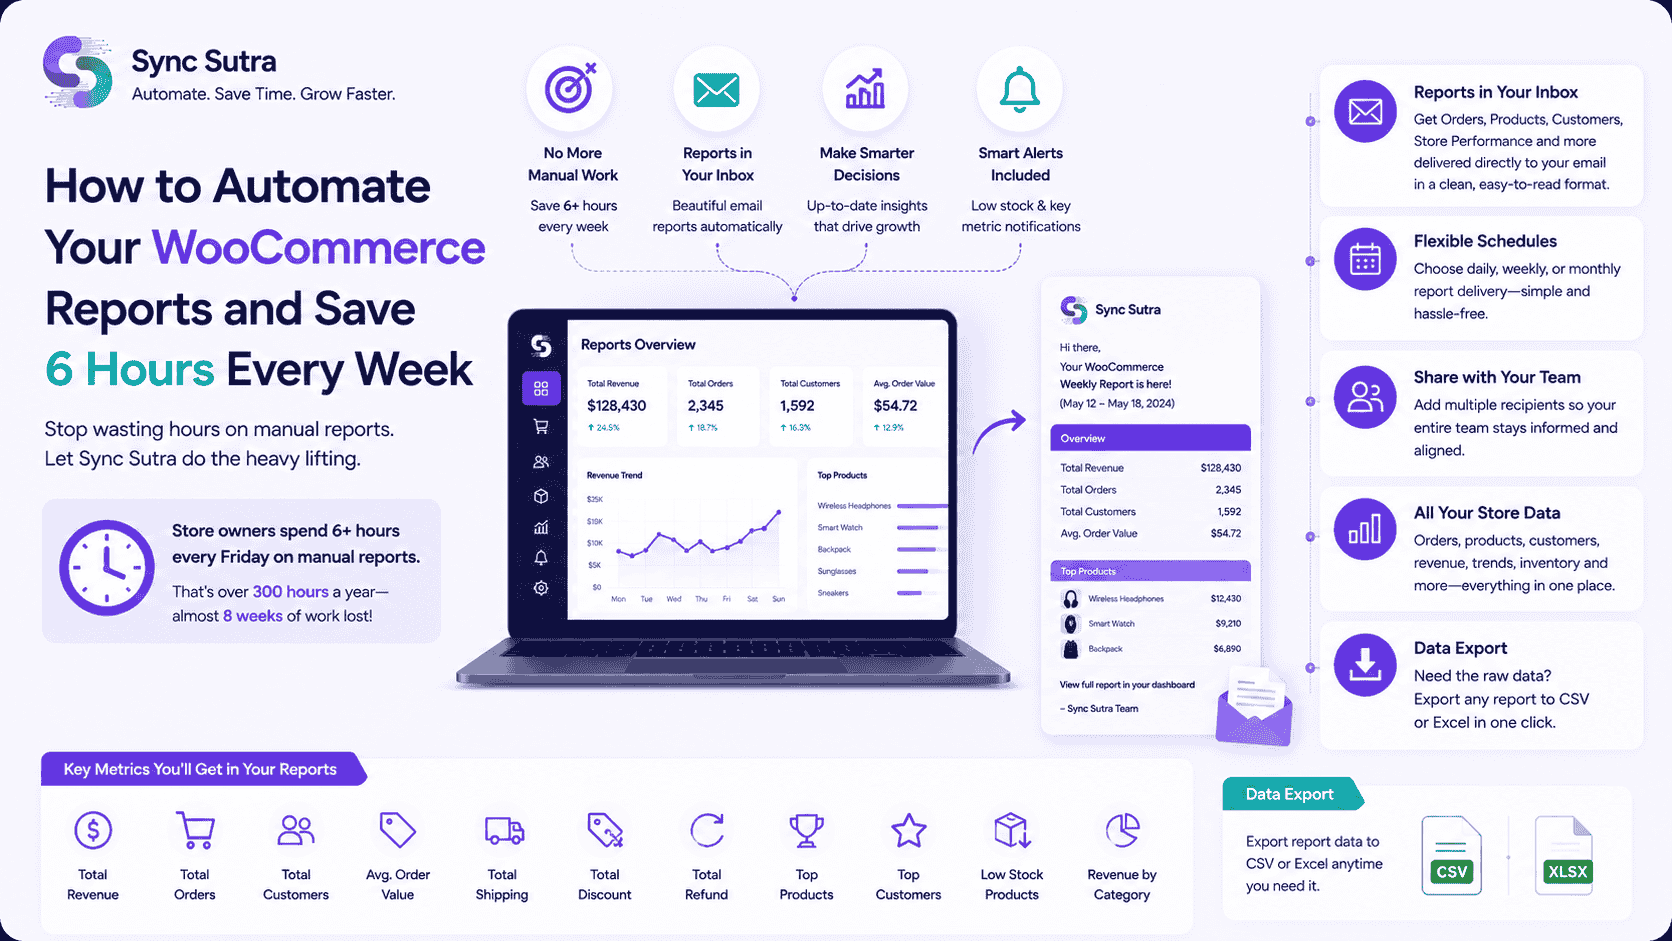 Sync Sutra
Automate. Save Time. Grow Faster.
How to Automate
Your WooCommerce
Reports and Save
6 Hours Every Week
Stop wasting hours on manual reports.
Let Sync Sutra do the heavy lifting.
Store owners spend 6+ hours
every Friday on manual reports.
That's over 300 hours a year—
almost 8 weeks of work lost!
No More
Manual Work
Save 6+ hours
every week
Reports in
Your Inbox
Beautiful email
reports automatically
Make Smarter
Decisions
Up-to-date insights
that drive growth
Smart Alerts
Included
Low stock & key
metric notifications
Reports Overview
Total Revenue
$128,430
↑ 24.5%
Total Orders
2,345
↑ 18.7%
Total Customers
1,592
↑ 16.3%
Avg. Order Value
$54.72
↑ 12.9%
Revenue Trend
$25K
$19K
$10K
$5K
$0
Mon Tue Wed Thu Fri Sat Sun
Top Products
Wireless Headphones
Smart Watch
Backpack
Sunglasses
Sneakers
Sync Sutra
Hi there,
Your WooCommerce
Weekly Report is here!
(May 12 – May 18, 2024)
Overview
Total Revenue $128,430
Total Orders 2,345
Total Customers 1,592
Avg. Order Value $54.72
Top Products
Wireless Headphones $12,430
Smart Watch $9,210
Backpack $6,890
View full report in your dashboard
– Sync Sutra Team
Reports in Your Inbox
Get Orders, Products, Customers,
Store Performance and more
delivered directly to your email
in a clean, easy-to-read format.
Flexible Schedules
Choose daily, weekly, or monthly
report delivery—simple and
hassle-free.
Share with Your Team
Add multiple recipients so your
entire team stays informed and
aligned.
All Your Store Data
Orders, products, customers,
revenue, trends, inventory and
more—everything in one place.
Data Export
Need the raw data?
Export any report to CSV
or Excel in one click.
Key Metrics You'll Get in Your Reports
Total
Revenue
Total
Orders
Total
Customers
Avg. Order
Value
Total
Shipping
Total
Discount
Total
Refund
Top
Products
Top
Customers
Low Stock
Products
Revenue by
Category
Data Export
Export report data to
CSV or Excel anytime
you need it.
CSV
XLSX